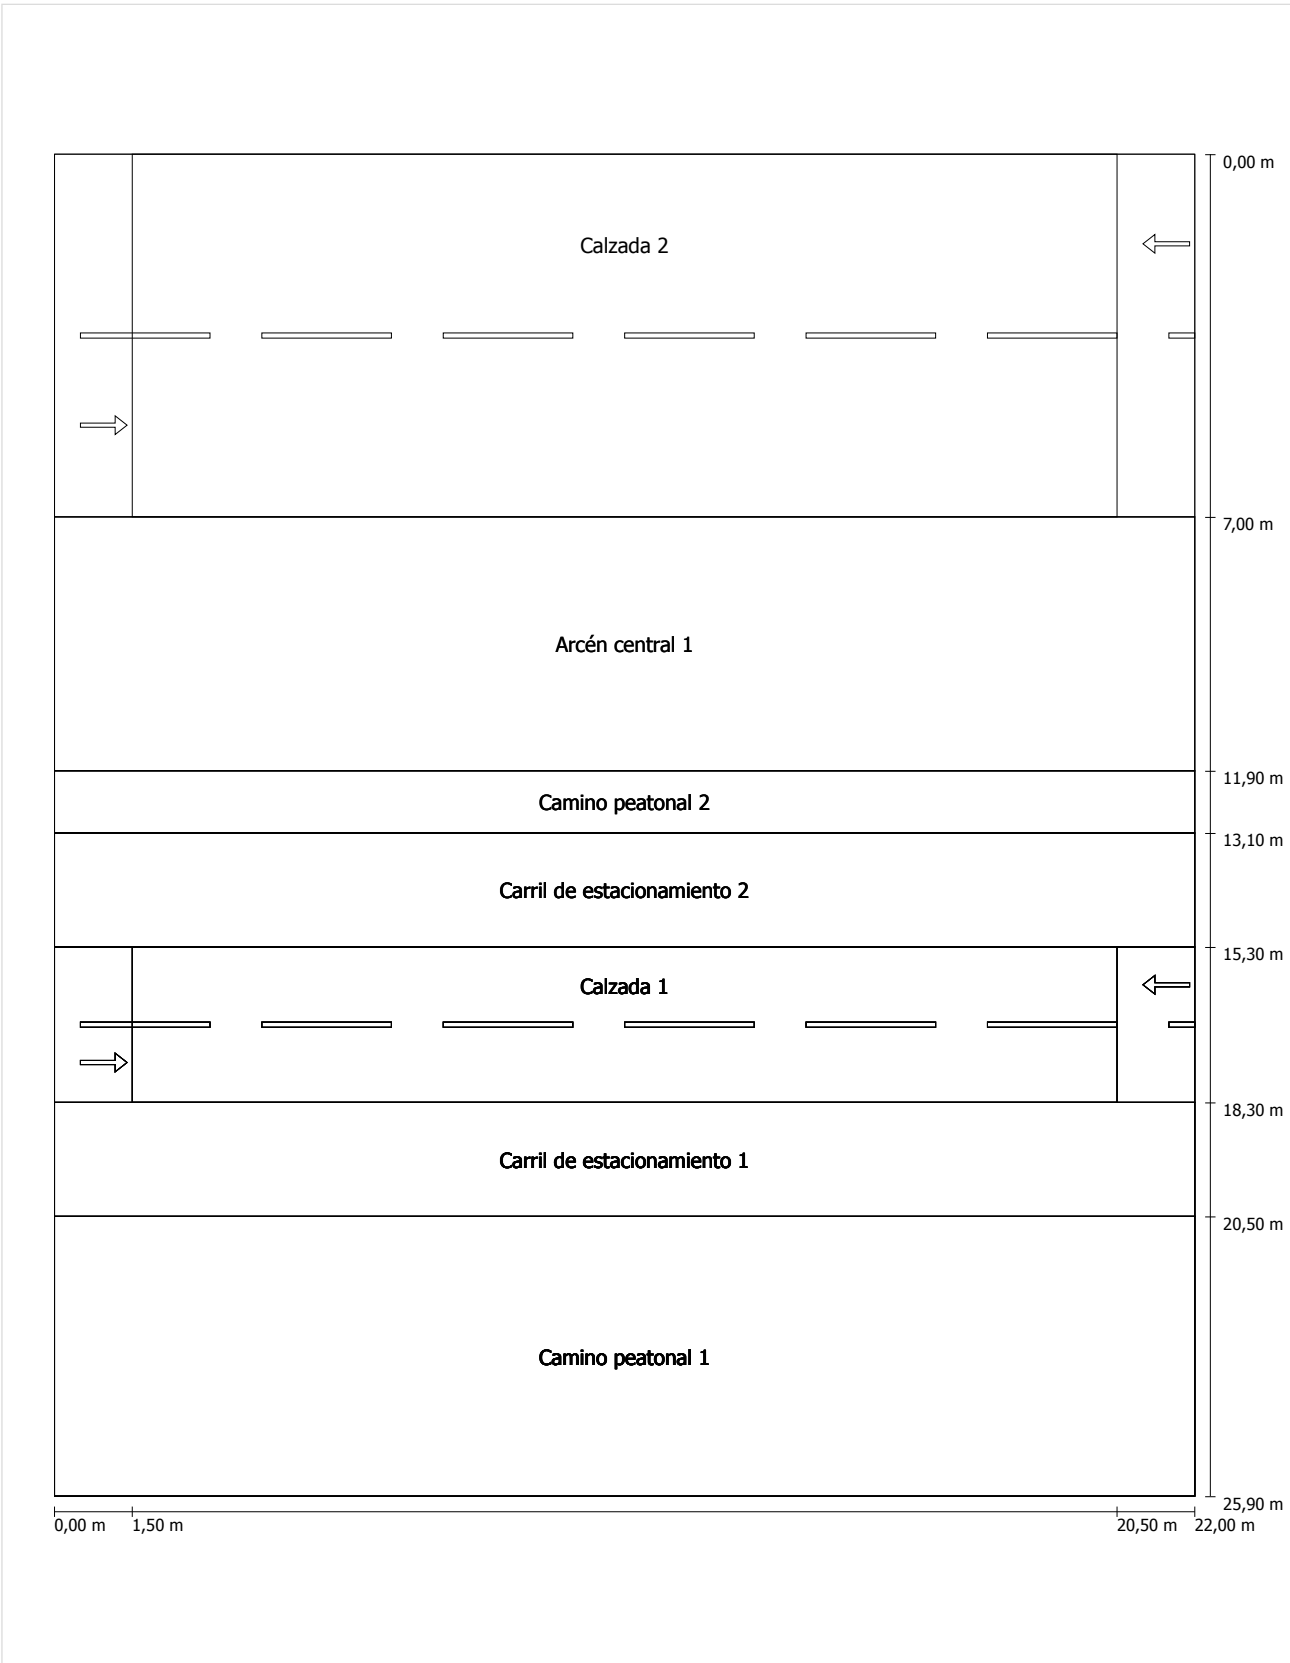 0,00 m
Calzada 2
7,00 m
Arcén central 1
11,90 m
Camino peatonal 2
13,10 m
Carril de estacionamiento 2
15,30 m
Calzada 1
18,30 m
Carril de estacionamiento 1
20,50 m
Camino peatonal 1
25,90 m
0,00 m 1,50 m 20,50 m 22,00 m